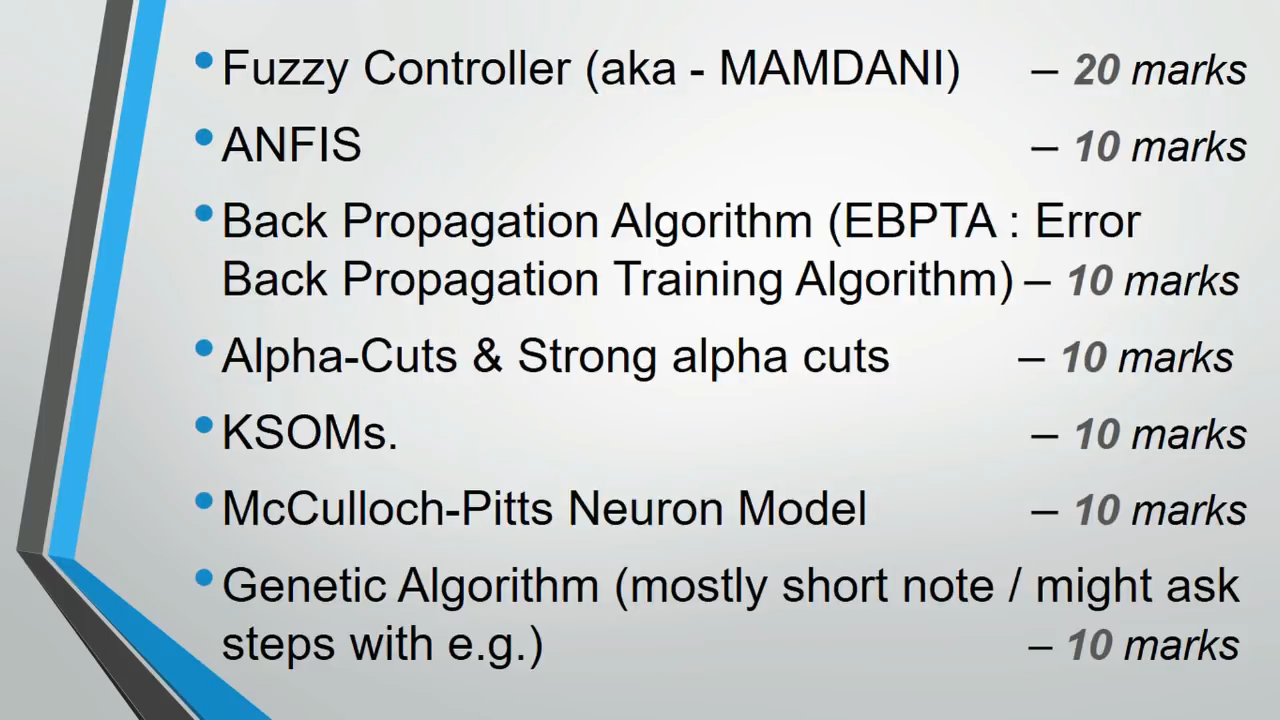 • Fuzzy Controller (aka - MAMDANI) – 20 marks
• ANFIS – 10 marks
• Back Propagation Algorithm (EBPTA : Error
Back Propagation Training Algorithm) – 10 marks
• Alpha-Cuts & Strong alpha cuts – 10 marks
• KSOMs. – 10 marks
• McCulloch-Pitts Neuron Model – 10 marks
• Genetic Algorithm (mostly short note / might ask
steps with e.g.) – 10 marks